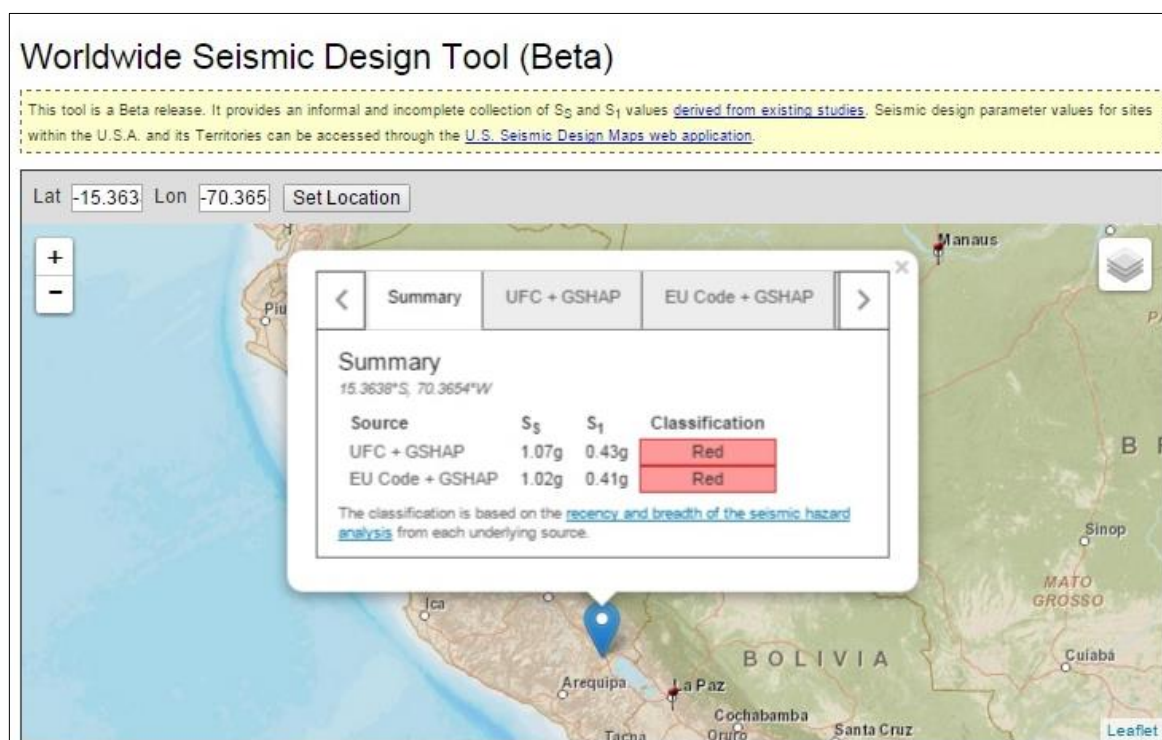 Worldwide Seismic Design Tool (Beta)
This tool is a Beta release. It provides an informal and incomplete collection of SS and S1 values derived from existing studies. Seismic design parameter values for sites
within the U.S.A. and its Territories can be accessed through the U.S. Seismic Design Maps web application.
Lat -15.363 Lon -70.365 Set Location
+
−
Manaus
Piu
×
Summary UFC + GSHAP EU Code + GSHAP
Summary
15.3638°S, 70.3654°W
Source SS S1 Classification
UFC + GSHAP 1.07g 0.43g Red
EU Code + GSHAP 1.02g 0.41g Red
The classification is based on the recency and breadth of the seismic hazard
analysis from each underlying source.
B
Sinop
MATO
GROSSO
Ica
BOLIVIA
Cuiabá
Arequipa
La Paz
Cochabamba
Tacna Oruro Santa Cruz
Leaflet